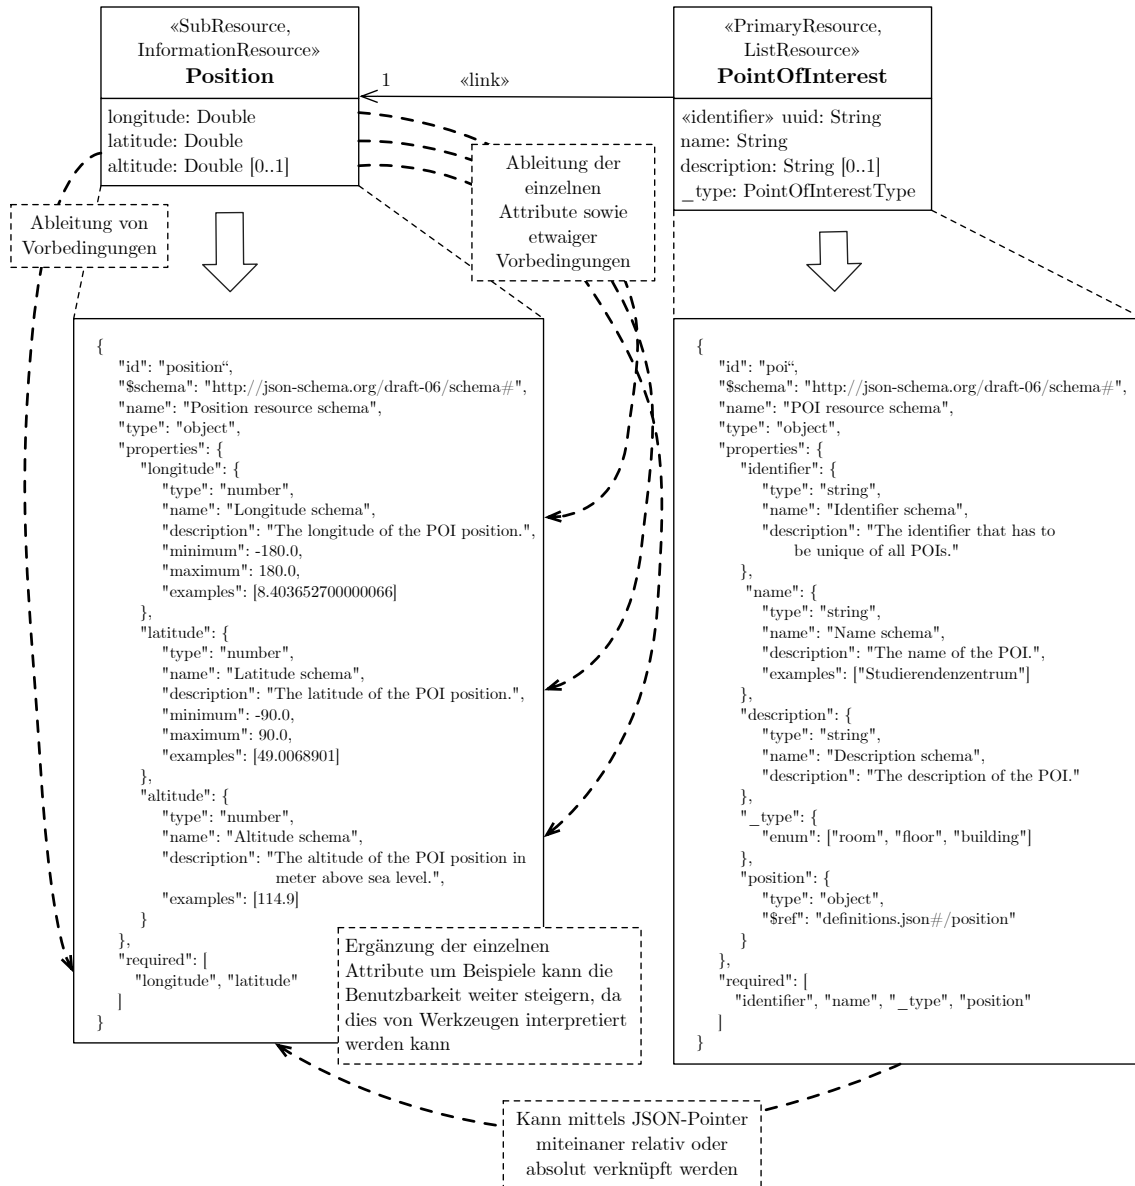 «SubResource,
InformationResource»
Position
longitude: Double
latitude: Double
altitude: Double [0..1]
1
«link»
«PrimaryResource,
ListResource»
PointOfInterest
«identifier» uuid: String
name: String
description: String [0..1]
_type: PointOfInterestType
Ableitung von
Vorbedingungen
Ableitung der
einzelnen
Attribute sowie
etwaiger
Vorbedingungen
{
"id": "position“,
"$schema": "http://json-schema.org/draft-06/schema#",
"name": "Position resource schema",
"type": "object",
"properties": {
"longitude": {
"type": "number",
"name": "Longitude schema",
"description": "The longitude of the POI position.",
"minimum": -180.0,
"maximum": 180.0,
"examples": [8.403652700000066]
},
"latitude": {
"type": "number",
"name": "Latitude schema",
"description": "The latitude of the POI position.",
"minimum": -90.0,
"maximum": 90.0,
"examples": [49.0068901]
},
"altitude": {
"type": "number",
"name": "Altitude schema",
"description": "The altitude of the POI position in
meter above sea level.",
"examples": [114.9]
}
},
"required": [
"longitude", "latitude"
]
}
Ergänzung der einzelnen
Attribute um Beispiele kann die
Benutzbarkeit weiter steigern, da
dies von Werkzeugen interpretiert
werden kann
{
"id": "poi“,
"$schema": "http://json-schema.org/draft-06/schema#",
"name": "POI resource schema",
"type": "object",
"properties": {
"identifier": {
"type": "string",
"name": "Identifier schema",
"description": "The identifier that has to
be unique of all POIs."
},
"name": {
"type": "string",
"name": "Name schema",
"description": "The name of the POI.",
"examples": ["Studierendenzentrum"]
},
"description": {
"type": "string",
"name": "Description schema",
"description": "The description of the POI."
},
"_type": {
"enum": ["room", "floor", "building"]
},
"position": {
"type": "object",
"$ref": "definitions.json#/position"
}
},
"required": [
"identifier", "name", "_type", "position"
]
}
Kann mittels JSON-Pointer
miteinaner relativ oder
absolut verknüpft werden